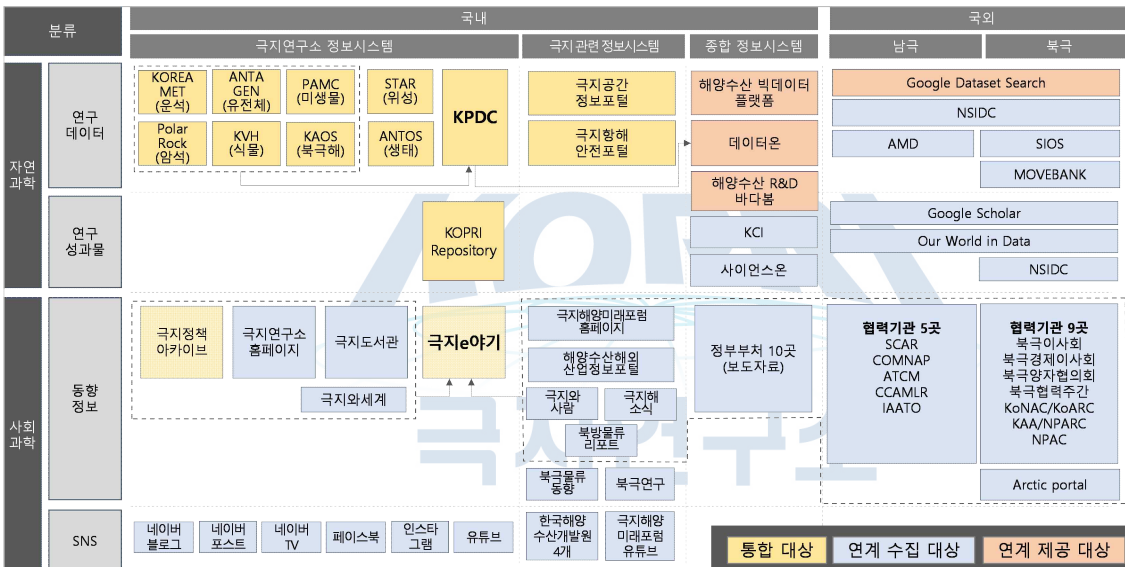 분류
국내
국외
극지연구소 정보시스템
극지 관련 정보시스템
종합 정보시스템
남극
북극
자연
과학
연구
데이터
KOREA
MET
(운석)
ANTA
GEN
(유전체)
PAMC
(미생물)
STAR
(위성)
Polar
Rock
(암석)
KVH
(식물)
KAOS
(북극해)
ANTOS
(생태)
KPDC
극지공간
정보포털
극지항해
안전포털
해양수산 빅데이터
플랫폼
데이터온
해양수산 R&D
바다봄
Google Dataset Search
NSIDC
AMD
SIOS
MOVEBANK
연구
성과물
KOPRI
Repository
KCI
사이언스온
Google Scholar
Our World in Data
NSIDC
사회
과학
동향
정보
극지정책
아카이브
극지연구소
홈페이지
극지도서관
극지와세계
극지e야기
극지해양미래포럼
홈페이지
해양수산해외
산업정보포털
극지와
사람
극지해
소식
북방물류
리포트
북극물류
동향
북극연구
정부부처 10곳
(보도자료)
협력기관 5곳
SCAR
COMNAP
ATCM
CCAMLR
IAATO
협력기관 9곳
북극이사회
북극경제이사회
북극양자협의회
북극협력주간
KoNAC/KoARC
KAA/NPARC
NPAC
Arctic portal
SNS
네이버
블로그
네이버
포스트
네이버
TV
페이스북
인스타
그램
유튜브
한국해양
수산개발원
4개
극지해양
미래포럼
유튜브
통합 대상
연계 수집 대상
연계 제공 대상
KOPRI
극지연구소